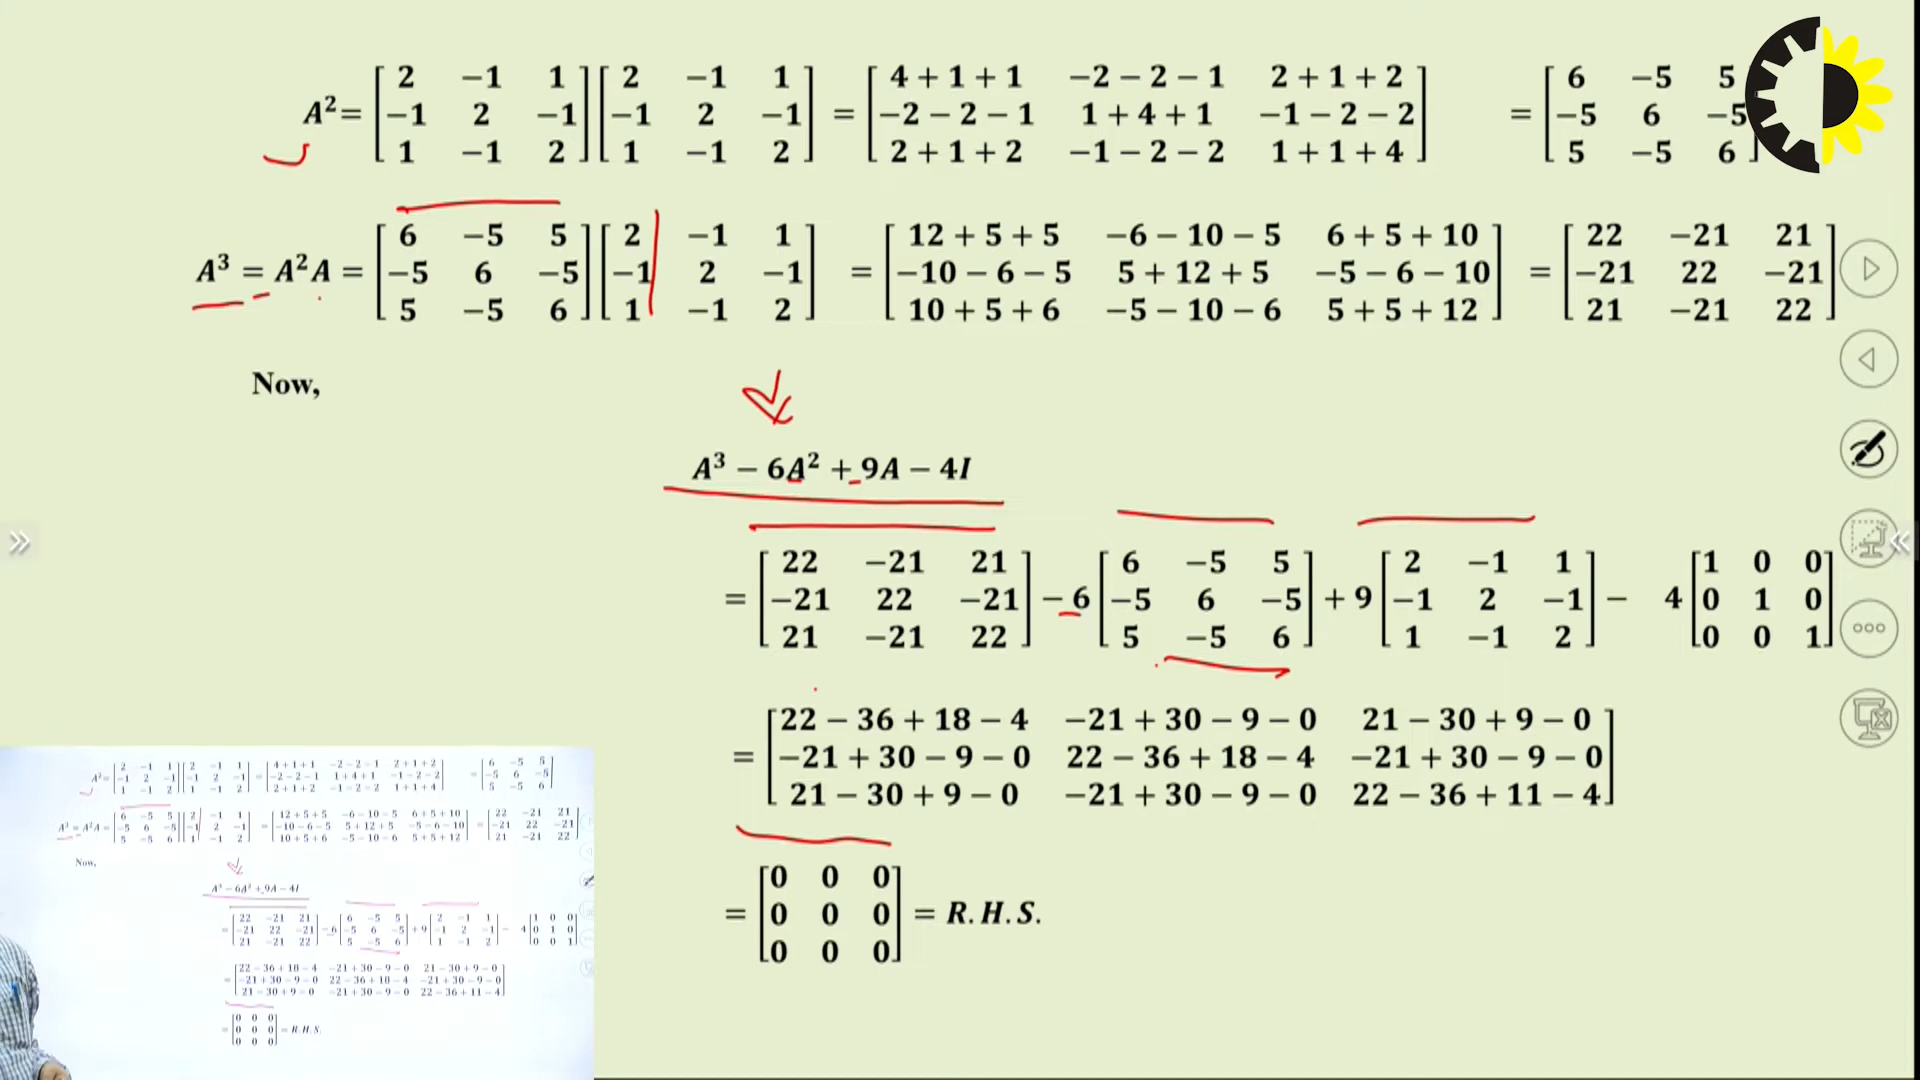 A² = [2 −1 1; −1 2 −1; 1 −1 2] [2 −1 1; −1 2 −1; 1 −1 2] = [4 + 1 + 1 −2 − 2 − 1 2 + 1 + 2; −2 − 2 − 1 1 + 4 + 1 −1 − 2 − 2; 2 + 1 + 2 −1 − 2 − 2 1 + 1 + 4] = [6 −5 5; −5 6 −5; 5 −5 6]
A³ = A²A = [6 −5 5; −5 6 −5; 5 −5 6] [2 −1 1; −1 2 −1; 1 −1 2] = [12 + 5 + 5 −6 − 10 − 5 6 + 5 + 10; −10 − 6 − 5 5 + 12 + 5 −5 − 6 − 10; 10 + 5 + 6 −5 − 10 − 6 5 + 5 + 12] = [22 −21 21; −21 22 −21; 21 −21 22]
Now,
A³ − 6A² + 9A − 4I
= [22 −21 21; −21 22 −21; 21 −21 22] − 6 [6 −5 5; −5 6 −5; 5 −5 6] + 9 [2 −1 1; −1 2 −1; 1 −1 2] − 4 [1 0 0; 0 1 0; 0 0 1]
= [22 − 36 + 18 − 4 −21 + 30 − 9 − 0 21 − 30 + 9 − 0; −21 + 30 − 9 − 0 22 − 36 + 18 − 4 −21 + 30 − 9 − 0; 21 − 30 + 9 − 0 −21 + 30 − 9 − 0 22 − 36 + 11 − 4]
= [0 0 0; 0 0 0; 0 0 0] = R.H.S.